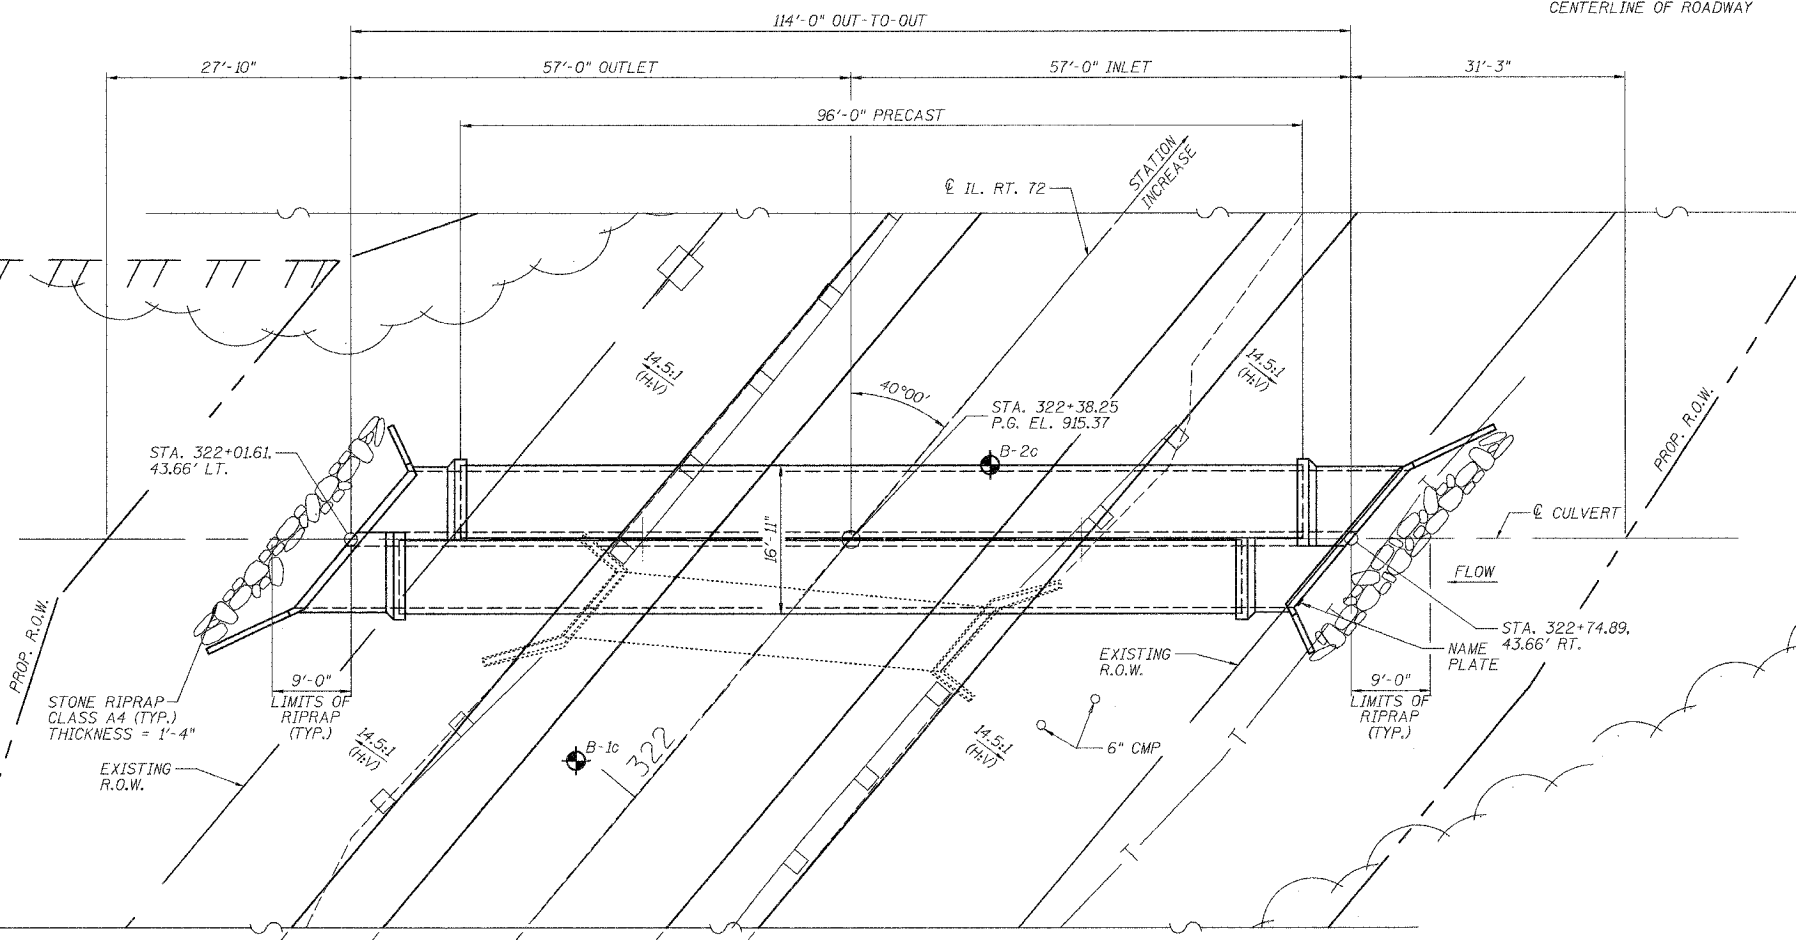 CENTERLINE OF ROADWAY
114'-0" OUT-TO-OUT
27'-10"
57'-0" OUTLET
57'-0" INLET
31'-3"
96'-0" PRECAST
STATION
INCREASE
℄ IL. RT. 72
14.5:1
(H:V)
14.5:1
(H:V)
40°00'
STA. 322+38.25
P.G. EL. 915.37
PROP. R.O.W.
STA. 322+01.61,
43.66' LT.
B-2c
16'-11"
℄ CULVERT
FLOW
PROP. R.O.W.
STA. 322+74.89,
43.66' RT.
NAME
PLATE
EXISTING
R.O.W.
9'-0"
LIMITS OF
RIPRAP
(TYP.)
9'-0"
LIMITS OF
RIPRAP
(TYP.)
STONE RIPRAP
CLASS A4 (TYP.)
THICKNESS = 1'-4"
14.5:1
(H:V)
B-1c
322
14.5:1
(H:V)
6" CMP
EXISTING
R.O.W.
T
T
T
T